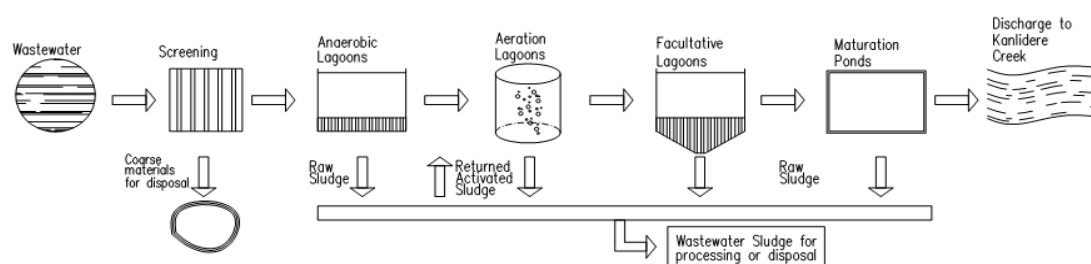 Wastewater
Screening
Anaerobic
Lagoons
Aeration
Lagoons
Facultative
Lagoons
Maturation
Ponds
Discharge to
Kanlidere
Creek
Coarse
materials
for disposal
Raw
Sludge
Returned
Activated
Sludge
Raw
Sludge
Wastewater Sludge for
processing or disposal